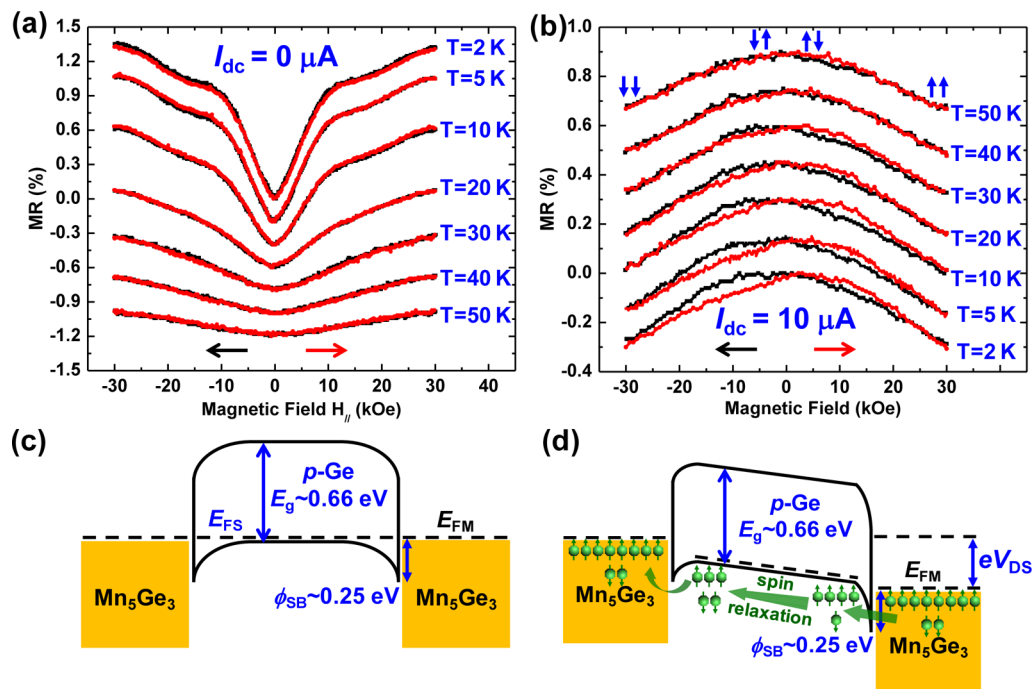 (a)
I_dc = 0 μA
T=2 K
T=5 K
T=10 K
T=20 K
T=30 K
T=40 K
T=50 K
1.5
1.2
0.9
0.6
0.3
0.0
-0.3
-0.6
-0.9
-1.2
-1.5
MR (%)
-30 -20 -10 0 10 20 30 40
Magnetic Field H_// (kOe)
(b)
T=50 K
T=40 K
T=30 K
T=20 K
T=10 K
T=5 K
T=2 K
I_dc = 10 μA
1.0
0.8
0.6
0.4
0.2
0.0
-0.2
-0.4
MR (%)
-30 -20 -10 0 10 20 30 40
Magnetic Field (kOe)
(c)
p-Ge
E_g~0.66 eV
E_FS
E_FM
Mn5Ge3
ϕ_SB~0.25 eV
Mn5Ge3
(d)
p-Ge
E_g~0.66 eV
eV_DS
E_FM
spin
relaxation
Mn5Ge3
ϕ_SB~0.25 eV
Mn5Ge3